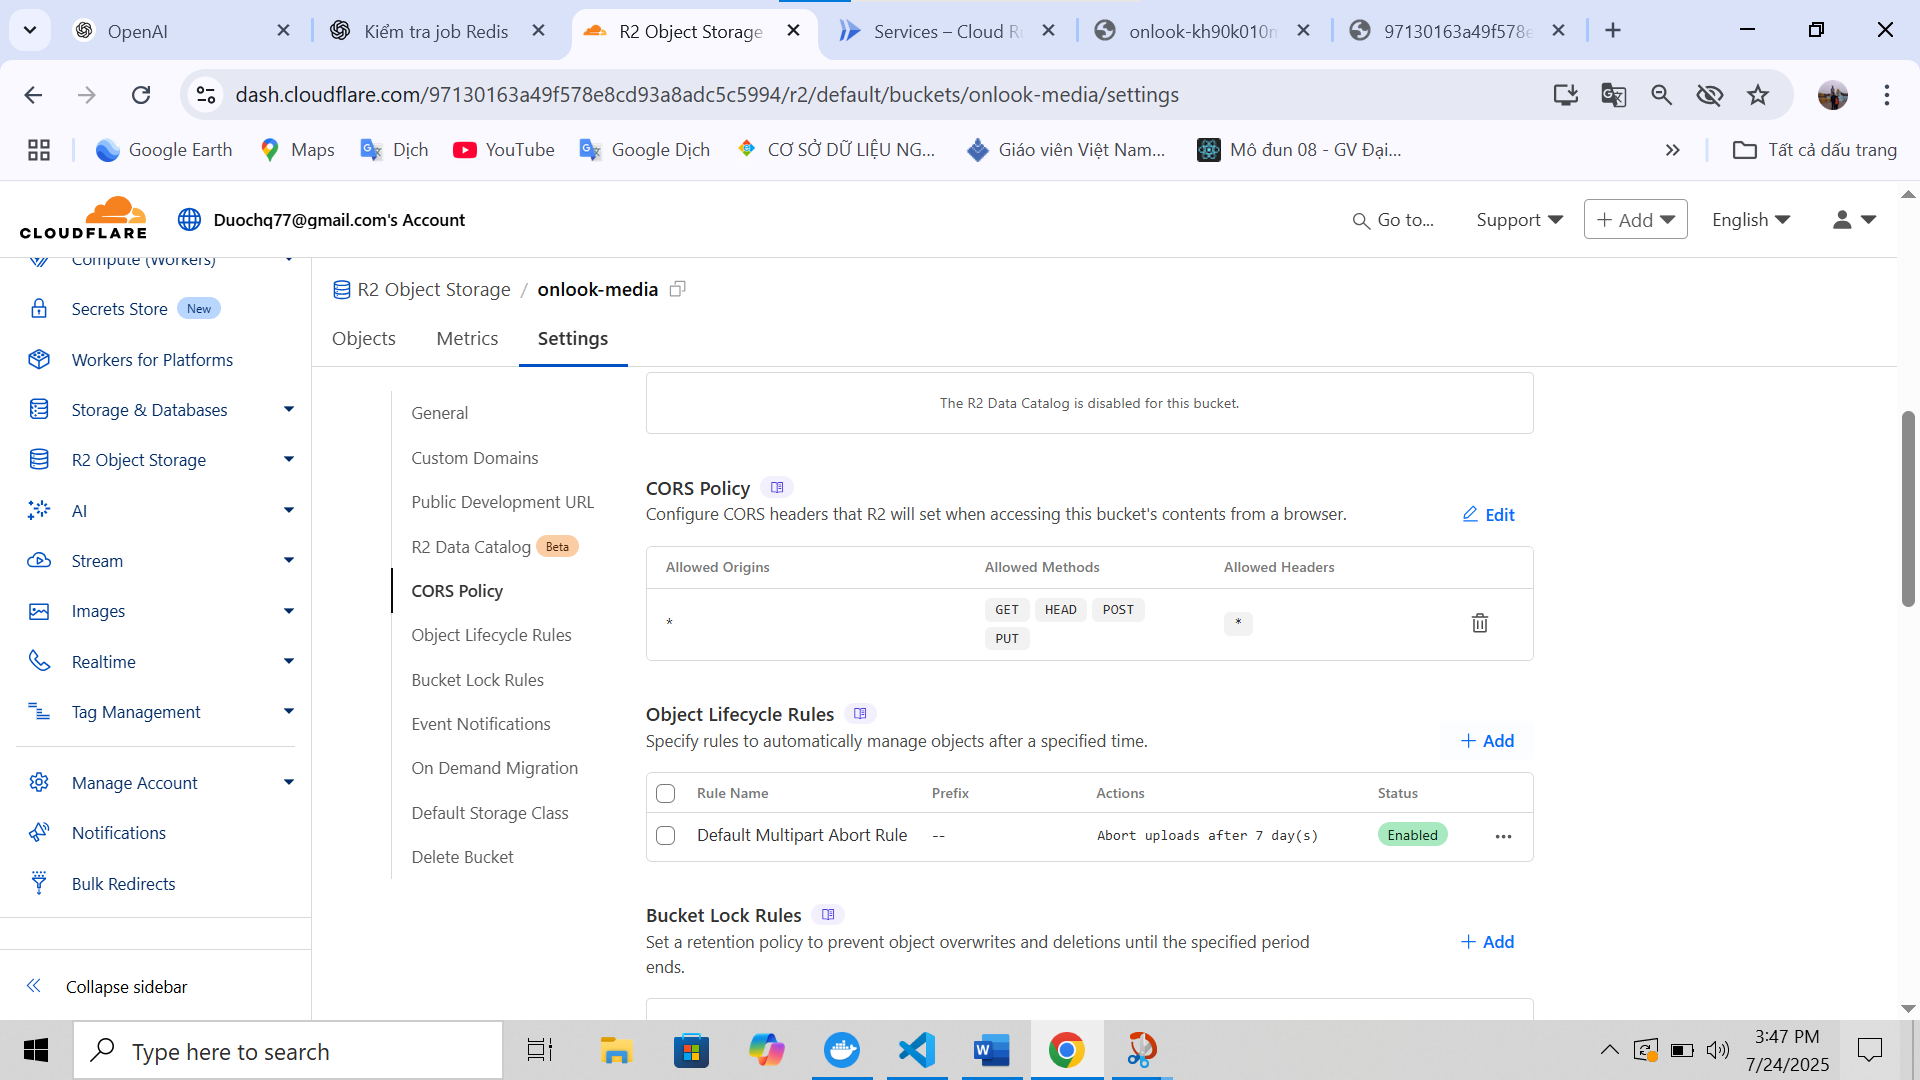 OpenAI
Kiểm tra job Redis
R2 Object Storage
Services – Cloud Ru
onlook-kh90k010m
97130163a49f578e
dash.cloudflare.com/97130163a49f578e8cd93a8adc5c5994/r2/default/buckets/onlook-media/settings
Google Earth
Maps
Dịch
YouTube
Google Dịch
CƠ SỞ DỮ LIỆU NG...
Giáo viên Việt Nam...
Mô đun 08 - GV Đại...
Tất cả dấu trang
CLOUDFLARE
Duochq77@gmail.com's Account
Go to...
Support
+ Add
English
Compute (Workers)
Secrets Store New
Workers for Platforms
Storage & Databases
R2 Object Storage
AI
Stream
Images
Realtime
Tag Management
Manage Account
Notifications
Bulk Redirects
Collapse sidebar
R2 Object Storage / onlook-media
Objects
Metrics
Settings
General
Custom Domains
Public Development URL
R2 Data Catalog Beta
CORS Policy
Object Lifecycle Rules
Bucket Lock Rules
Event Notifications
On Demand Migration
Default Storage Class
Delete Bucket
The R2 Data Catalog is disabled for this bucket.
CORS Policy
Configure CORS headers that R2 will set when accessing this bucket's contents from a browser.
Edit
Allowed Origins Allowed Methods Allowed Headers
* GET HEAD POST *
PUT
Object Lifecycle Rules
Specify rules to automatically manage objects after a specified time.
+ Add
Rule Name Prefix Actions Status
Default Multipart Abort Rule -- Abort uploads after 7 day(s) Enabled
Bucket Lock Rules
Set a retention policy to prevent object overwrites and deletions until the specified period
ends.
+ Add
Type here to search
3:47 PM
7/24/2025